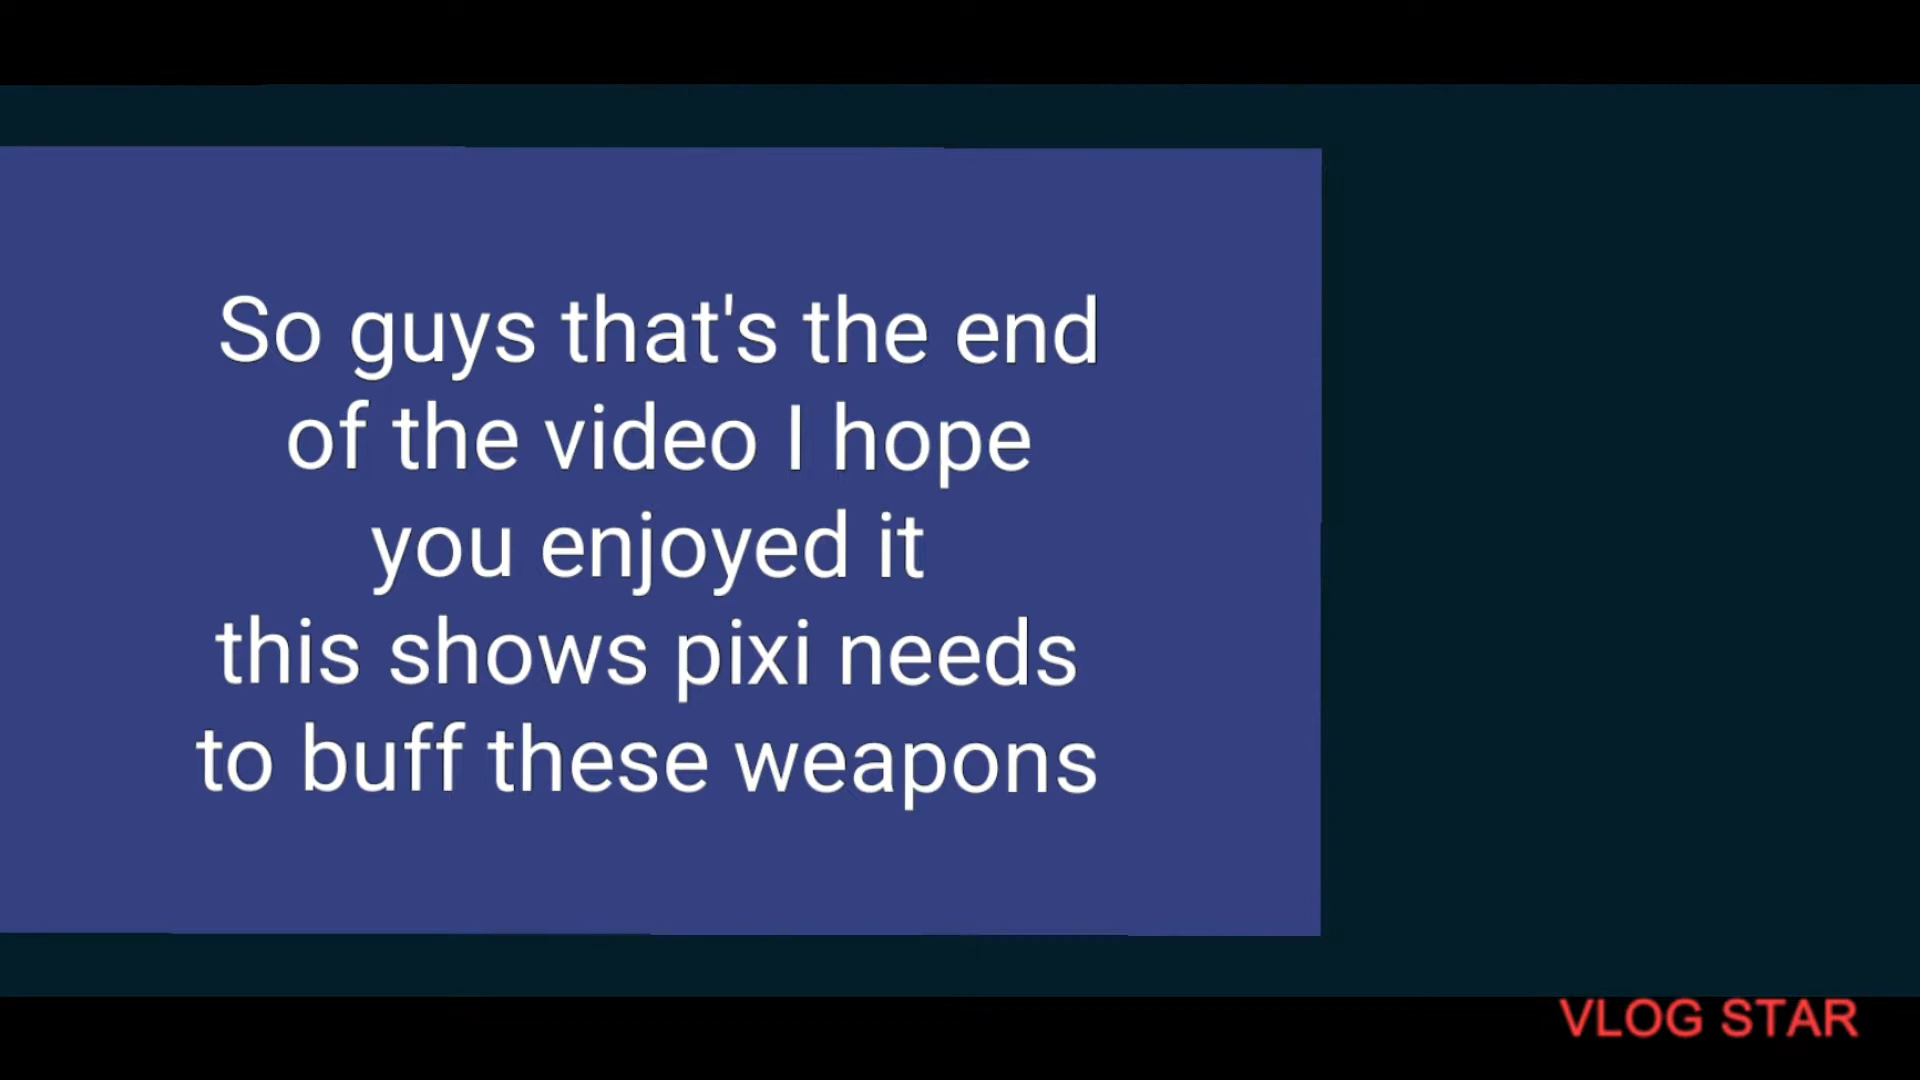 So guys that's the end
of the video I hope
you enjoyed it
this shows pixi needs
to buff these weapons
VLOG STAR